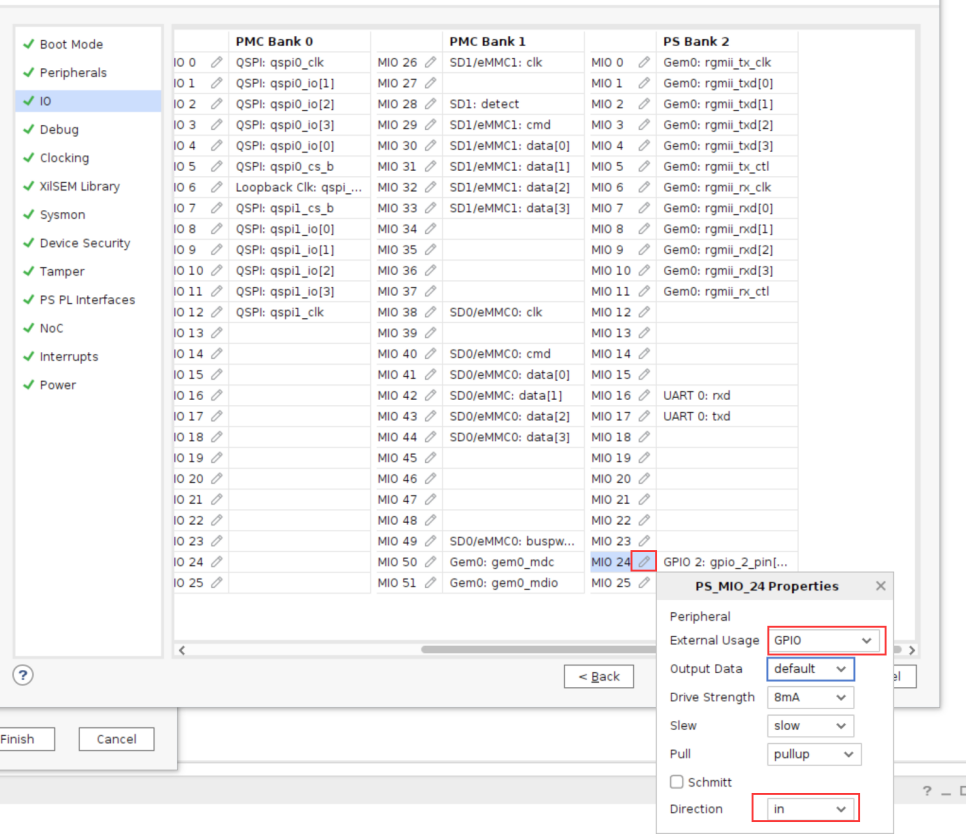 PMC Bank 0 PMC Bank 1 PS Bank 2
Boot Mode
Peripherals
IO
Debug
Clocking
XilSEM Library
Sysmon
Device Security
Tamper
PS PL Interfaces
NoC
Interrupts
Power
IO 0 QSPI: qspi0_clk MIO 26 SD1/eMMC1: clk MIO 0 Gem0: rgmii_tx_clk
IO 1 QSPI: qspi0_io[1] MIO 27 MIO 1 Gem0: rgmii_txd[0]
IO 2 QSPI: qspi0_io[2] MIO 28 SD1: detect MIO 2 Gem0: rgmii_txd[1]
IO 3 QSPI: qspi0_io[3] MIO 29 SD1/eMMC1: cmd MIO 3 Gem0: rgmii_txd[2]
IO 4 QSPI: qspi0_io[0] MIO 30 SD1/eMMC1: data[0] MIO 4 Gem0: rgmii_txd[3]
IO 5 QSPI: qspi0_cs_b MIO 31 SD1/eMMC1: data[1] MIO 5 Gem0: rgmii_tx_ctl
IO 6 Loopback Clk: qspi_... MIO 32 SD1/eMMC1: data[2] MIO 6 Gem0: rgmii_rx_clk
IO 7 QSPI: qspi1_cs_b MIO 33 SD1/eMMC1: data[3] MIO 7 Gem0: rgmii_rxd[0]
IO 8 QSPI: qspi1_io[0] MIO 34 MIO 8 Gem0: rgmii_rxd[1]
IO 9 QSPI: qspi1_io[1] MIO 35 MIO 9 Gem0: rgmii_rxd[2]
IO 10 QSPI: qspi1_io[2] MIO 36 MIO 10 Gem0: rgmii_rxd[3]
IO 11 QSPI: qspi1_io[3] MIO 37 MIO 11 Gem0: rgmii_rx_ctl
IO 12 QSPI: qspi1_clk MIO 38 SD0/eMMC0: clk MIO 12
IO 13 MIO 39 MIO 13
IO 14 MIO 40 SD0/eMMC0: cmd MIO 14
IO 15 MIO 41 SD0/eMMC0: data[0] MIO 15
IO 16 MIO 42 SD0/eMMC: data[1] MIO 16 UART 0: rxd
IO 17 MIO 43 SD0/eMMC0: data[2] MIO 17 UART 0: txd
IO 18 MIO 44 SD0/eMMC0: data[3] MIO 18
IO 19 MIO 45 MIO 19
IO 20 MIO 46 MIO 20
IO 21 MIO 47 MIO 21
IO 22 MIO 48 MIO 22
IO 23 MIO 49 SD0/eMMC0: buspw... MIO 23
IO 24 MIO 50 Gem0: gem0_mdc MIO 24 GPIO 2: gpio_2_pin[...
IO 25 MIO 51 Gem0: gem0_mdio MIO 25
PS_MIO_24 Properties
Peripheral
External Usage GPIO
Output Data default
Drive Strength 8mA
Slew slow
Pull pullup
Schmitt
Direction in
?
< Back
el
Finish Cancel
?